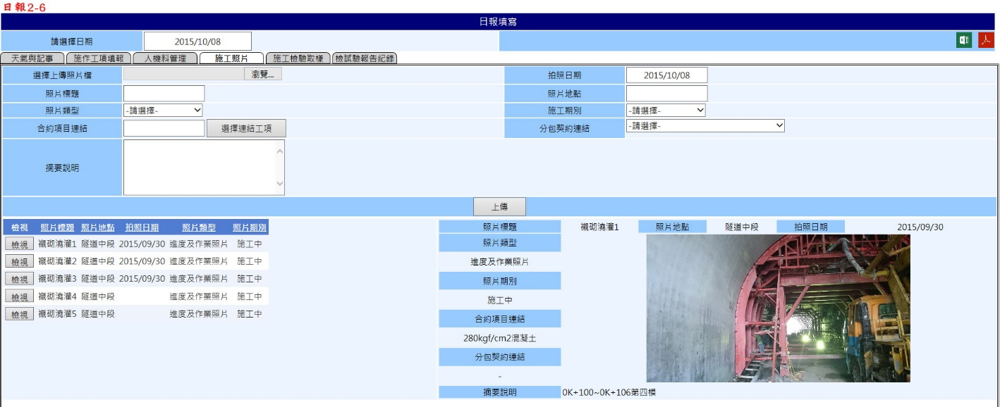 日報2-6
日報填寫
請選擇日期 2015/10/08
天氣與記事 施作工項填報 人機料管理 施工照片 施工檢驗取樣 檢試驗報告紀錄
選擇上傳照片檔 瀏覽... 拍照日期 2015/10/08
照片標題 照片地點
照片類型 -請選擇- 施工期別 -請選擇-
合約項目連結 選擇連結工項 分包契約連結 -請選擇-
摘要說明
上傳
檢視 照片標題 照片地點 拍照日期 照片類型 照片期別
檢視 襯砌澆灌1 隧道中段 2015/09/30 進度及作業照片 施工中
檢視 襯砌澆灌2 隧道中段 2015/09/30 進度及作業照片 施工中
檢視 襯砌澆灌3 隧道中段 2015/09/30 進度及作業照片 施工中
檢視 襯砌澆灌4 隧道中段 進度及作業照片 施工中
檢視 襯砌澆灌5 隧道中段 進度及作業照片 施工中
照片標題 襯砌澆灌1 照片地點 隧道中段 拍照日期 2015/09/30
照片類型
進度及作業照片
照片期別
施工中
合約項目連結
280kgf/cm2混凝土
分包契約連結
-
摘要說明 0K+100~0K+106第四模